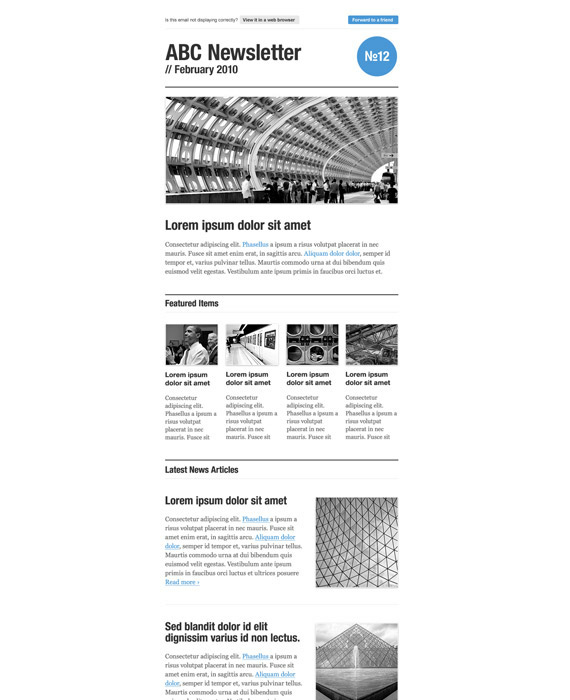 Is this email not displaying correctly? View it in a web browser
Forward to a friend
ABC Newsletter
// February 2010
№12
Lorem ipsum dolor sit amet
Consectetur adipiscing elit. Phasellus a ipsum a risus volutpat placerat in nec
mauris. Fusce sit amet enim erat, in sagittis arcu. Aliquam dolor dolor, semper id
tempor et, varius pulvinar tellus. Maurtis commodo urna at dui bibendum quis
euismod velit egestas. Vestibulum ante ipsum primis in faucibus orci luctus et.
Featured Items
Lorem ipsum
dolor sit amet
Consectetur
adipiscing elit.
Phasellus a ipsum a
risus volutpat
placerat in nec
mauris. Fusce sit
Lorem ipsum
dolor sit amet
Consectetur
adipiscing elit.
Phasellus a ipsum a
risus volutpat
placerat in nec
mauris. Fusce sit
Lorem ipsum
dolor sit amet
Consectetur
adipiscing elit.
Phasellus a ipsum a
risus volutpat
placerat in nec
mauris. Fusce sit
Lorem ipsum
dolor sit amet
Consectetur
adipiscing elit.
Phasellus a ipsum a
risus volutpat
placerat in nec
mauris. Fusce sit
Latest News Articles
Lorem ipsum dolor sit amet
Consectetur adipiscing elit. Phasellus a ipsum a
risus volutpat placerat in nec mauris. Fusce sit
amet enim erat, in sagittis arcu. Aliquam dolor
dolor, semper id tempor et, varius pulvinar tellus.
Maurtis commodo urna at dui bibendum quis
euismod velit egestas. Vestibulum ante ipsum
primis in faucibus orci luctus et ultrices posuere
Read more ›
Sed blandit dolor id elit
dignissim varius id non lectus.
Consectetur adipiscing elit. Phasellus a ipsum a
risus volutpat placerat in nec mauris. Fusce sit
amet enim erat, in sagittis arcu. Aliquam dolor
dolor, semper id tempor et, varius pulvinar tellus.